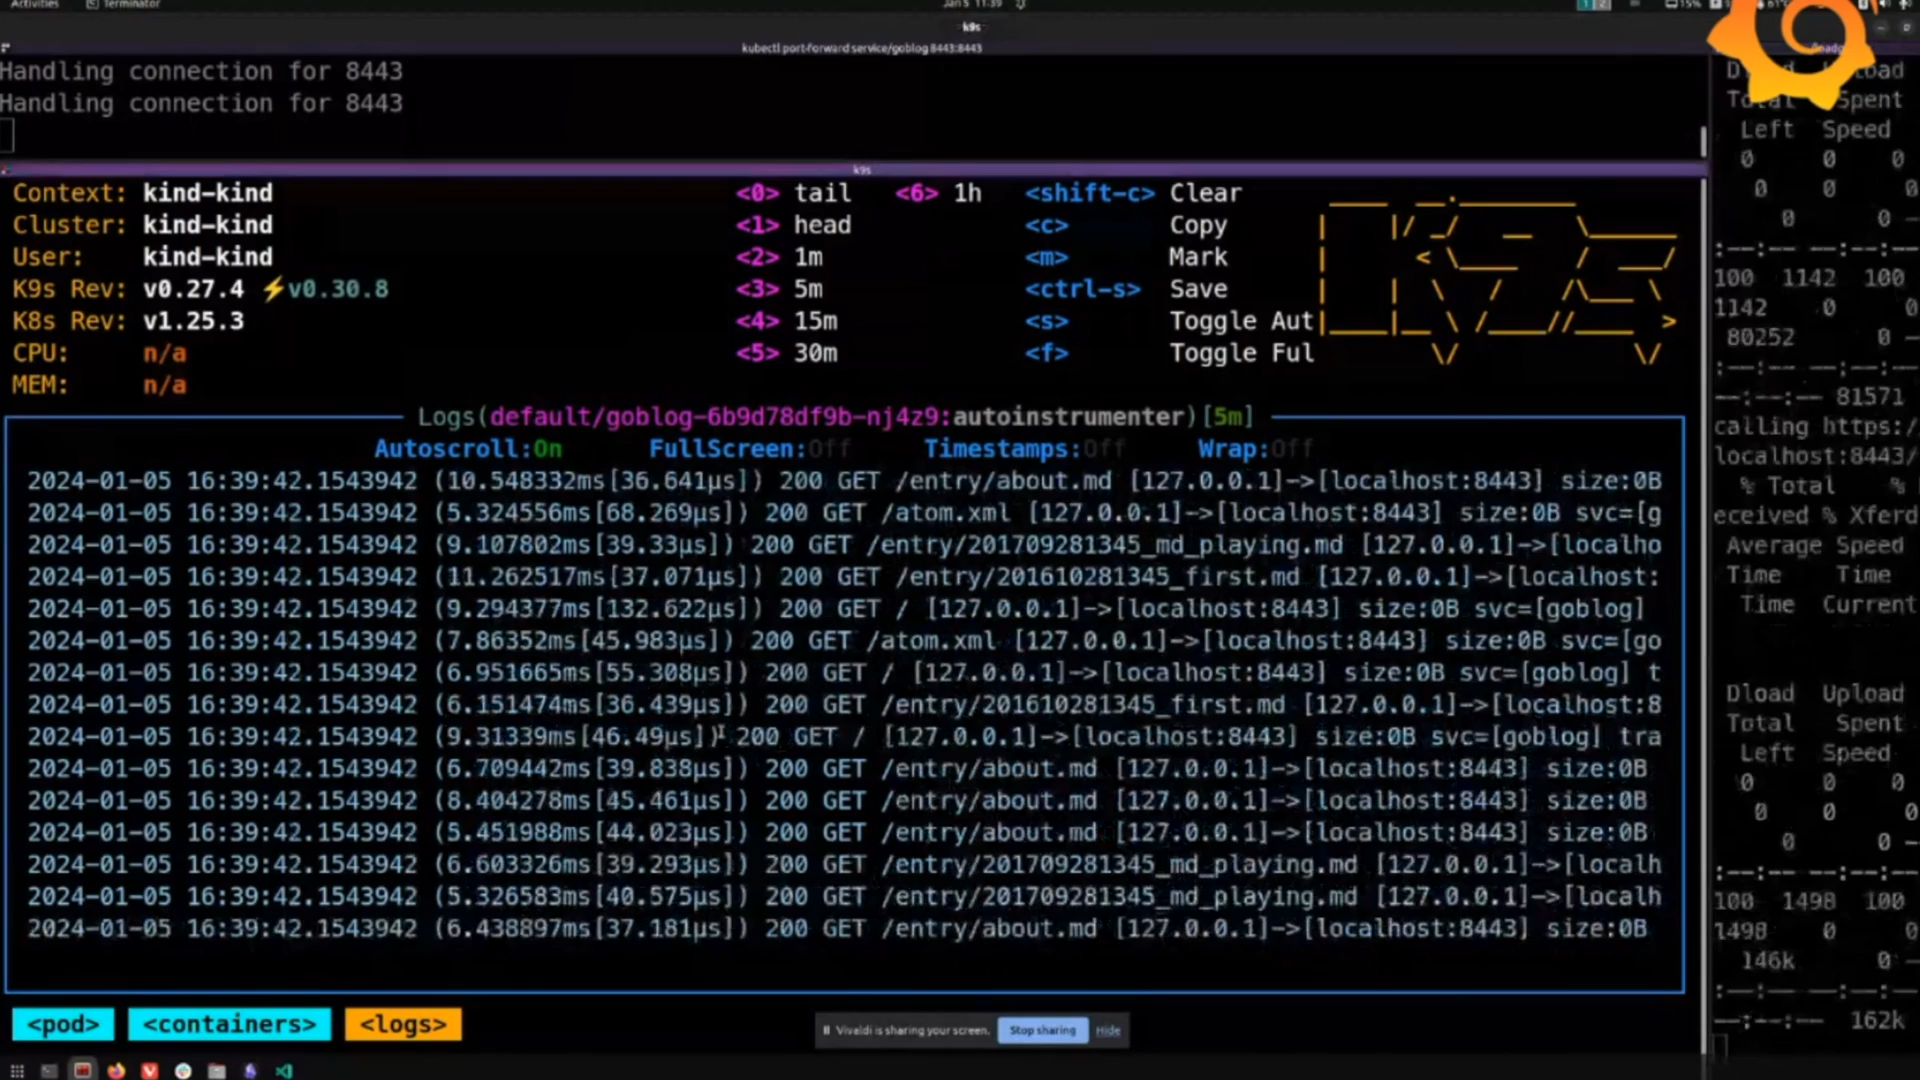 Activities Terminator Jan 5 11:39
k9s
kubectl port-forward service/goblog 8443:8443
Handling connection for 8443
Handling connection for 8443
k9s
Context: kind-kind <0> tail <6> 1h <shift-c> Clear
Cluster: kind-kind <1> head <c> Copy
User: kind-kind <2> 1m <m> Mark
K9s Rev: v0.27.4 ⚡v0.30.8 <3> 5m <ctrl-s> Save
K8s Rev: v1.25.3 <4> 15m <s> Toggle Aut
CPU: n/a <5> 30m <f> Toggle Ful
MEM: n/a
Logs(default/goblog-6b9d78df9b-nj4z9:autoinstrumenter)[5m]
Autoscroll:On FullScreen:Off Timestamps:Off Wrap:Off
2024-01-05 16:39:42.1543942 (10.548332ms[36.641µs]) 200 GET /entry/about.md [127.0.0.1]->[localhost:8443] size:0B
2024-01-05 16:39:42.1543942 (5.324556ms[68.269µs]) 200 GET /atom.xml [127.0.0.1]->[localhost:8443] size:0B svc=[g
2024-01-05 16:39:42.1543942 (9.107802ms[39.33µs]) 200 GET /entry/201709281345_md_playing.md [127.0.0.1]->[localho
2024-01-05 16:39:42.1543942 (11.262517ms[37.071µs]) 200 GET /entry/201610281345_first.md [127.0.0.1]->[localhost:
2024-01-05 16:39:42.1543942 (9.294377ms[132.622µs]) 200 GET / [127.0.0.1]->[localhost:8443] size:0B svc=[goblog]
2024-01-05 16:39:42.1543942 (7.86352ms[45.983µs]) 200 GET /atom.xml [127.0.0.1]->[localhost:8443] size:0B svc=[go
2024-01-05 16:39:42.1543942 (6.951665ms[55.308µs]) 200 GET / [127.0.0.1]->[localhost:8443] size:0B svc=[goblog] t
2024-01-05 16:39:42.1543942 (6.151474ms[36.439µs]) 200 GET /entry/201610281345_first.md [127.0.0.1]->[localhost:8
2024-01-05 16:39:42.1543942 (9.31339ms[46.49µs]) 200 GET / [127.0.0.1]->[localhost:8443] size:0B svc=[goblog] tra
2024-01-05 16:39:42.1543942 (6.709442ms[39.838µs]) 200 GET /entry/about.md [127.0.0.1]->[localhost:8443] size:0B
2024-01-05 16:39:42.1543942 (8.404278ms[45.461µs]) 200 GET /entry/about.md [127.0.0.1]->[localhost:8443] size:0B
2024-01-05 16:39:42.1543942 (5.451988ms[44.023µs]) 200 GET /entry/about.md [127.0.0.1]->[localhost:8443] size:0B
2024-01-05 16:39:42.1543942 (6.603326ms[39.293µs]) 200 GET /entry/201709281345_md_playing.md [127.0.0.1]->[localh
2024-01-05 16:39:42.1543942 (5.326583ms[40.575µs]) 200 GET /entry/201709281345_md_playing.md [127.0.0.1]->[localh
2024-01-05 16:39:42.1543942 (6.438897ms[37.181µs]) 200 GET /entry/about.md [127.0.0.1]->[localhost:8443] size:0B
<pod> <containers> <logs>
Vivaldi is sharing your screen. Stop sharing Hide
Spent
Left Speed
0 0 0
0 0
0 0 -
:--:-- --:--:--
100 1142 100
1142 0 0
80252 0 -
:--:-- --:--:-
-:--:-- 81571
calling https:/
localhost:8443/
% Total %
eceived % Xferd
Average Speed
Time Time
Time Current
Dload Upload
Total Spent
Left Speed
0 0 0
0 0
0 0 -
:--:-- --:--:--
100 1498 100
1498 0 0
146k 0 -
:--:-- --:--:-
-:--:-- 162k